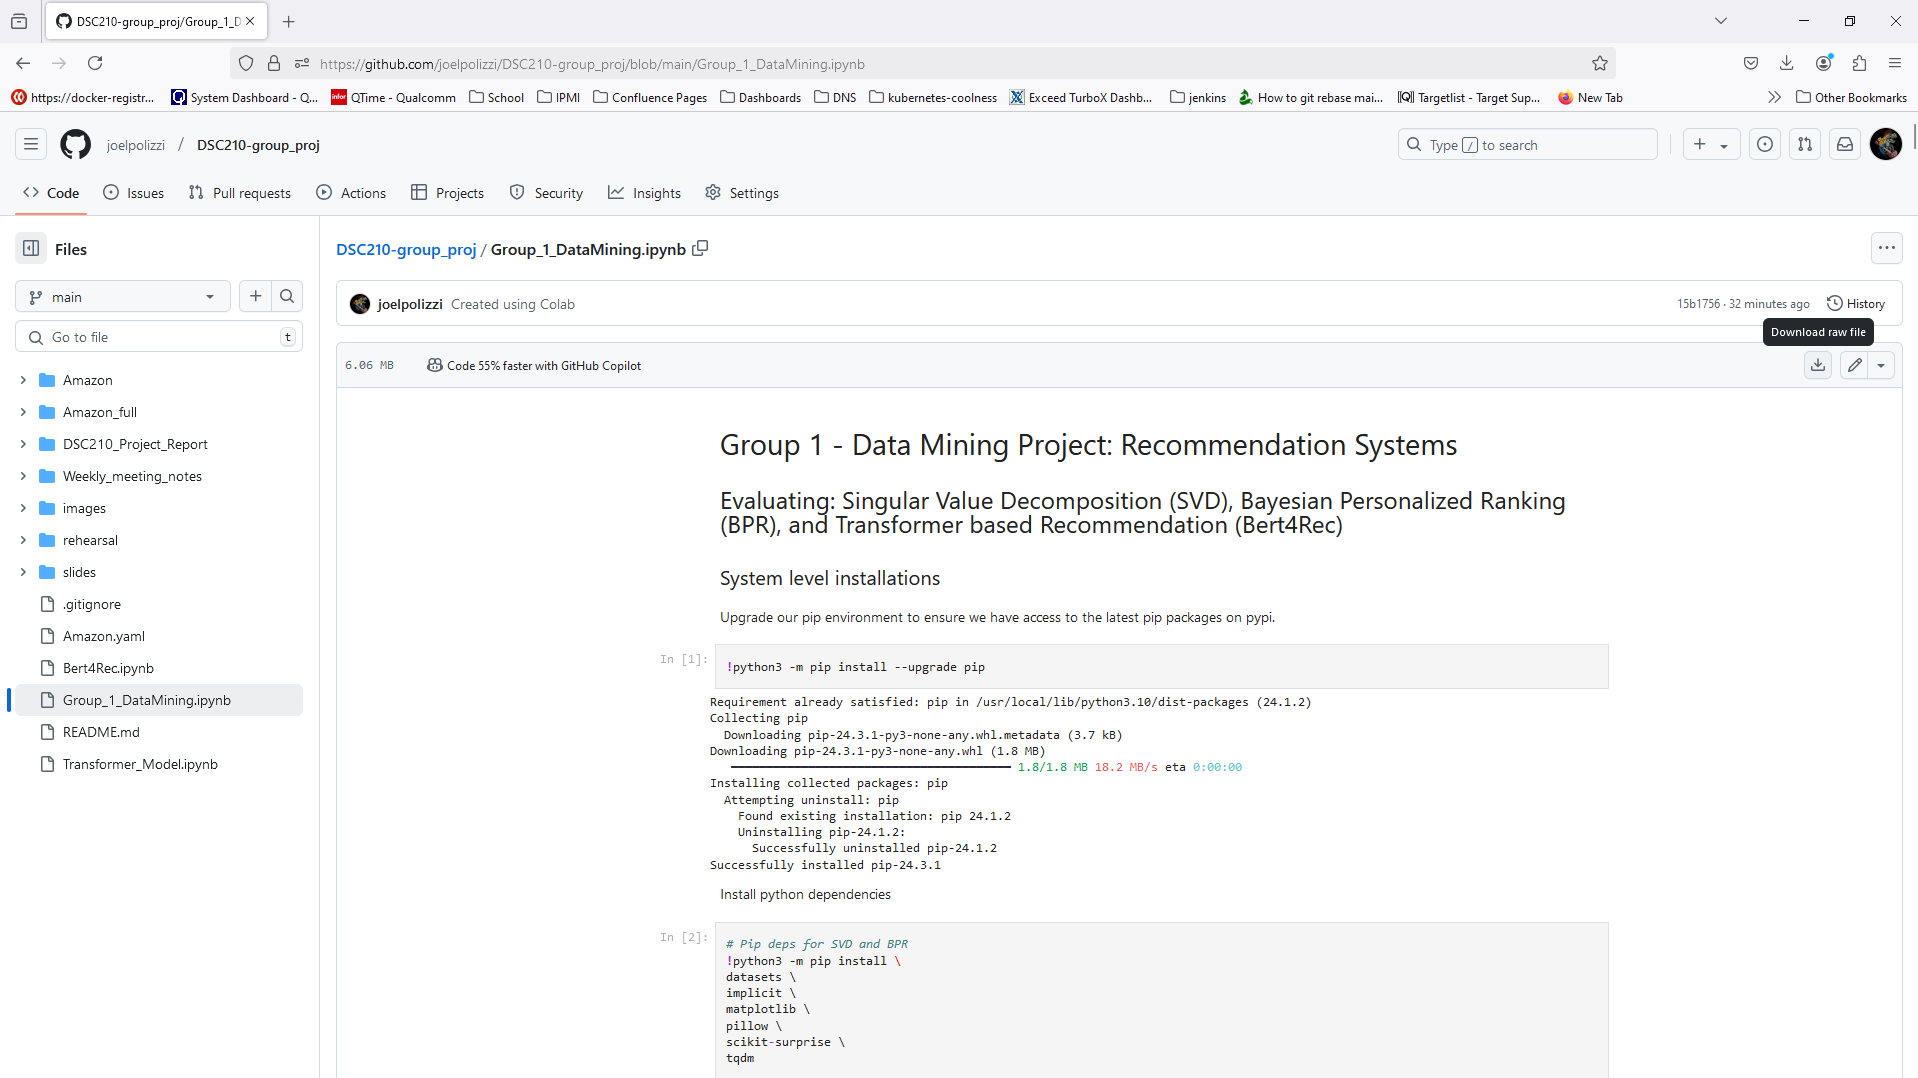 DSC210-group_proj/Group_1_D
https://github.com/joelpolizzi/DSC210-group_proj/blob/main/Group_1_DataMining.ipynb
https://docker-registr... System Dashboard - Q... infor QTime - Qualcomm School IPMI Confluence Pages Dashboards DNS kubernetes-coolness Exceed TurboX Dashb... jenkins How to git rebase mai... Targetlist - Target Sup... New Tab Other Bookmarks
joelpolizzi / DSC210-group_proj
Type / to search
Code Issues Pull requests Actions Projects Security Insights Settings
Files
main
Go to file t
Amazon
Amazon_full
DSC210_Project_Report
Weekly_meeting_notes
images
rehearsal
slides
.gitignore
Amazon.yaml
Bert4Rec.ipynb
Group_1_DataMining.ipynb
README.md
Transformer_Model.ipynb
DSC210-group_proj / Group_1_DataMining.ipynb
joelpolizzi Created using Colab
15b1756 · 32 minutes ago History
Download raw file
6.06 MB Code 55% faster with GitHub Copilot
Group 1 - Data Mining Project: Recommendation Systems
Evaluating: Singular Value Decomposition (SVD), Bayesian Personalized Ranking
(BPR), and Transformer based Recommendation (Bert4Rec)
System level installations
Upgrade our pip environment to ensure we have access to the latest pip packages on pypi.
In [1]: !python3 -m pip install --upgrade pip
Requirement already satisfied: pip in /usr/local/lib/python3.10/dist-packages (24.1.2)
Collecting pip
Downloading pip-24.3.1-py3-none-any.whl.metadata (3.7 kB)
Downloading pip-24.3.1-py3-none-any.whl (1.8 MB)
1.8/1.8 MB 18.2 MB/s eta 0:00:00
Installing collected packages: pip
Attempting uninstall: pip
Found existing installation: pip 24.1.2
Uninstalling pip-24.1.2:
Successfully uninstalled pip-24.1.2
Successfully installed pip-24.3.1
Install python dependencies
In [2]: # Pip deps for SVD and BPR
!python3 -m pip install \
datasets \
implicit \
matplotlib \
pillow \
scikit-surprise \
tqdm